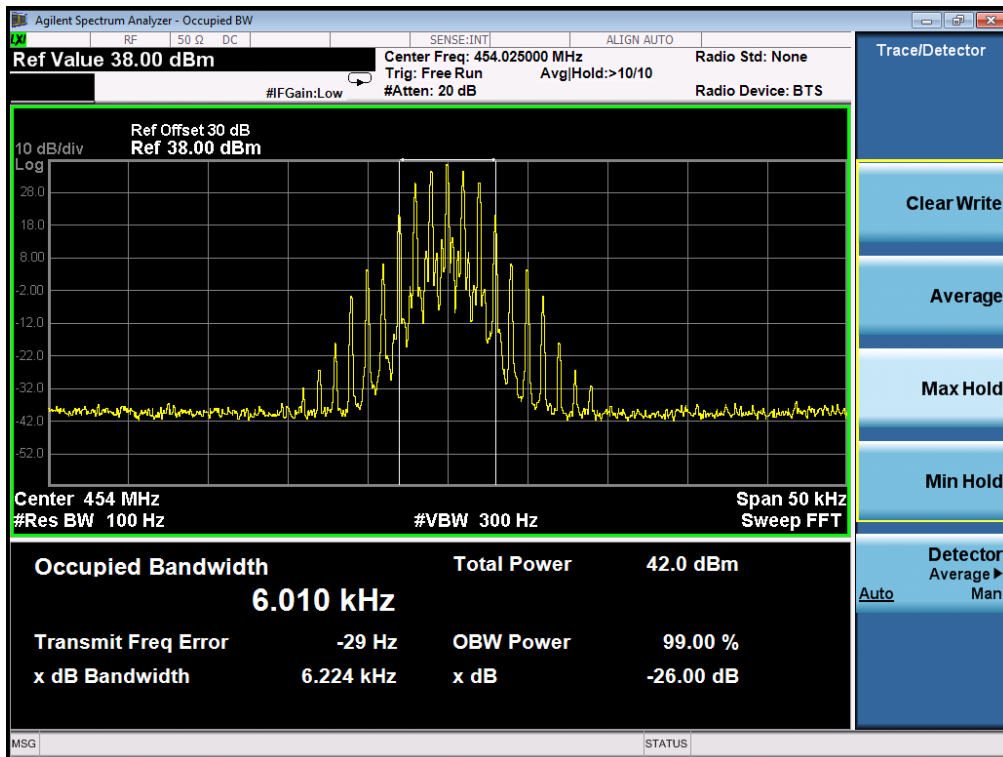 Agilent Spectrum Analyzer - Occupied BW
LXI RF 50 Ω DC SENSE:INT ALIGN AUTO
Ref Value 38.00 dBm
Center Freq: 454.025000 MHz
Radio Std: None
Trig: Free Run
Avg|Hold:>10/10
#IFGain:Low
#Atten: 20 dB
Radio Device: BTS
Ref Offset 30 dB
10 dB/div
Ref 38.00 dBm
Log
28.0
18.0
8.00
-2.00
-12.0
-22.0
-32.0
-42.0
-52.0
Center 454 MHz
Span 50 kHz
#Res BW 100 Hz
#VBW 300 Hz
Sweep FFT
Occupied Bandwidth
Total Power 42.0 dBm
6.010 kHz
Transmit Freq Error -29 Hz
OBW Power 99.00 %
x dB Bandwidth 6.224 kHz
x dB -26.00 dB
MSG
STATUS
Trace/Detector
Clear Write
Average
Max Hold
Min Hold
Detector
Average
Auto Man